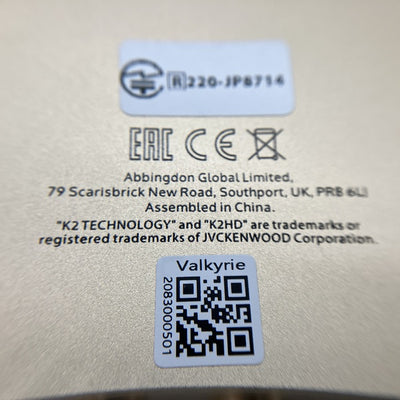 R 220-JP8714
EAC CE
Abbingdon Global Limited,
79 Scarisbrick New Road, Southport, UK, PR8 6LJ
Assembled in China.
"K2 TECHNOLOGY" and "K2HD" are trademarks or
registered trademarks of JVCKENWOOD Corporation.
Valkyrie
2083000501